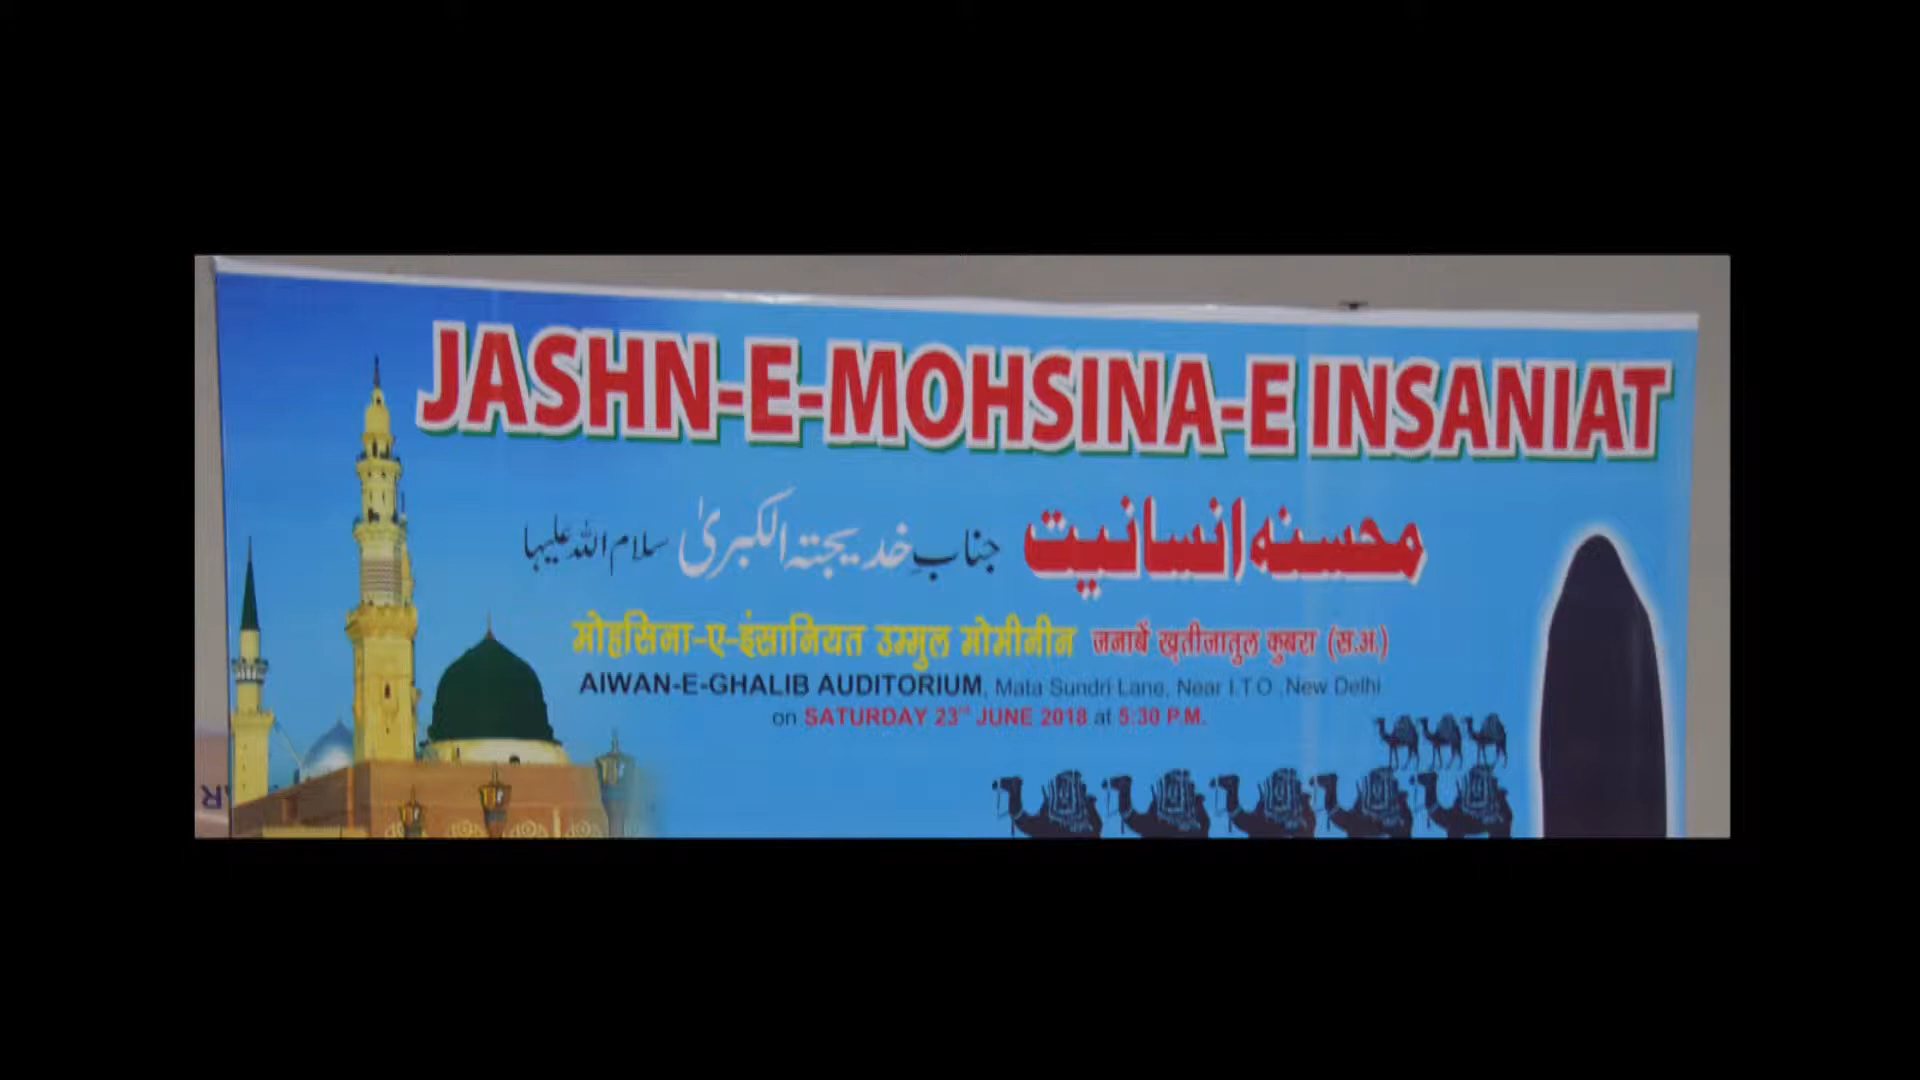 JASHN-E-MOHSINA-E INSANIAT
محسنہ انسانیت جنابِ خدیجتہ الکبریٰ سلام اللہ علیہا
मोहसिना-ए-इंसानियत उम्मुल मोमीनीन जनाबें खतीजातुल कुबरा (स.अ.)
AIWAN-E-GHALIB AUDITORIUM, Mata Sundri Lane, Near I.T.O ,New Delhi
on SATURDAY 23RD JUNE 2018 at 5:30 P.M.